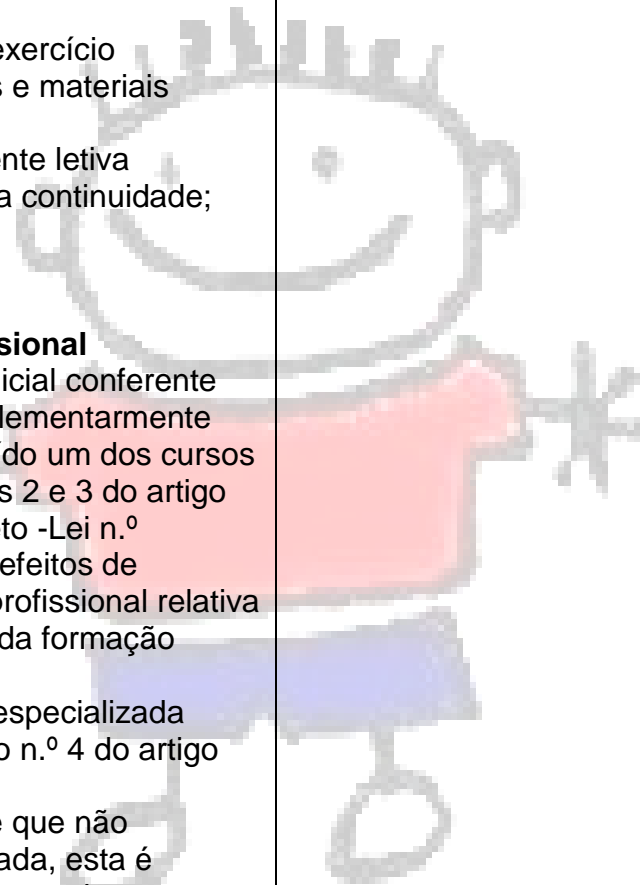 exercício
s e materiais
ente letiva
a continuidade;
sional
icial conferente
lementarmente
ído um dos cursos
s 2 e 3 do artigo
to -Lei n.º
efeitos de
profissional relativa
da formação
especializada
o n.º 4 do artigo
e que não
ada, esta é